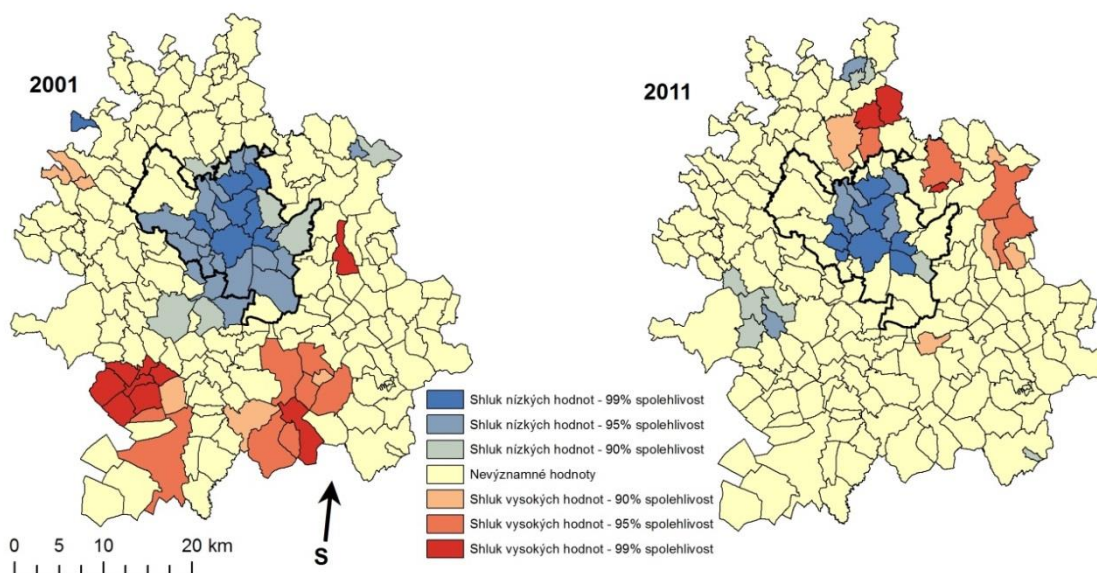 2001
2011
Shluk nízkých hodnot - 99% spolehlivost
Shluk nízkých hodnot - 95% spolehlivost
Shluk nízkých hodnot - 90% spolehlivost
Nevýznamné hodnoty
Shluk vysokých hodnot - 90% spolehlivost
Shluk vysokých hodnot - 95% spolehlivost
Shluk vysokých hodnot - 99% spolehlivost
S
0 5 10 20 km